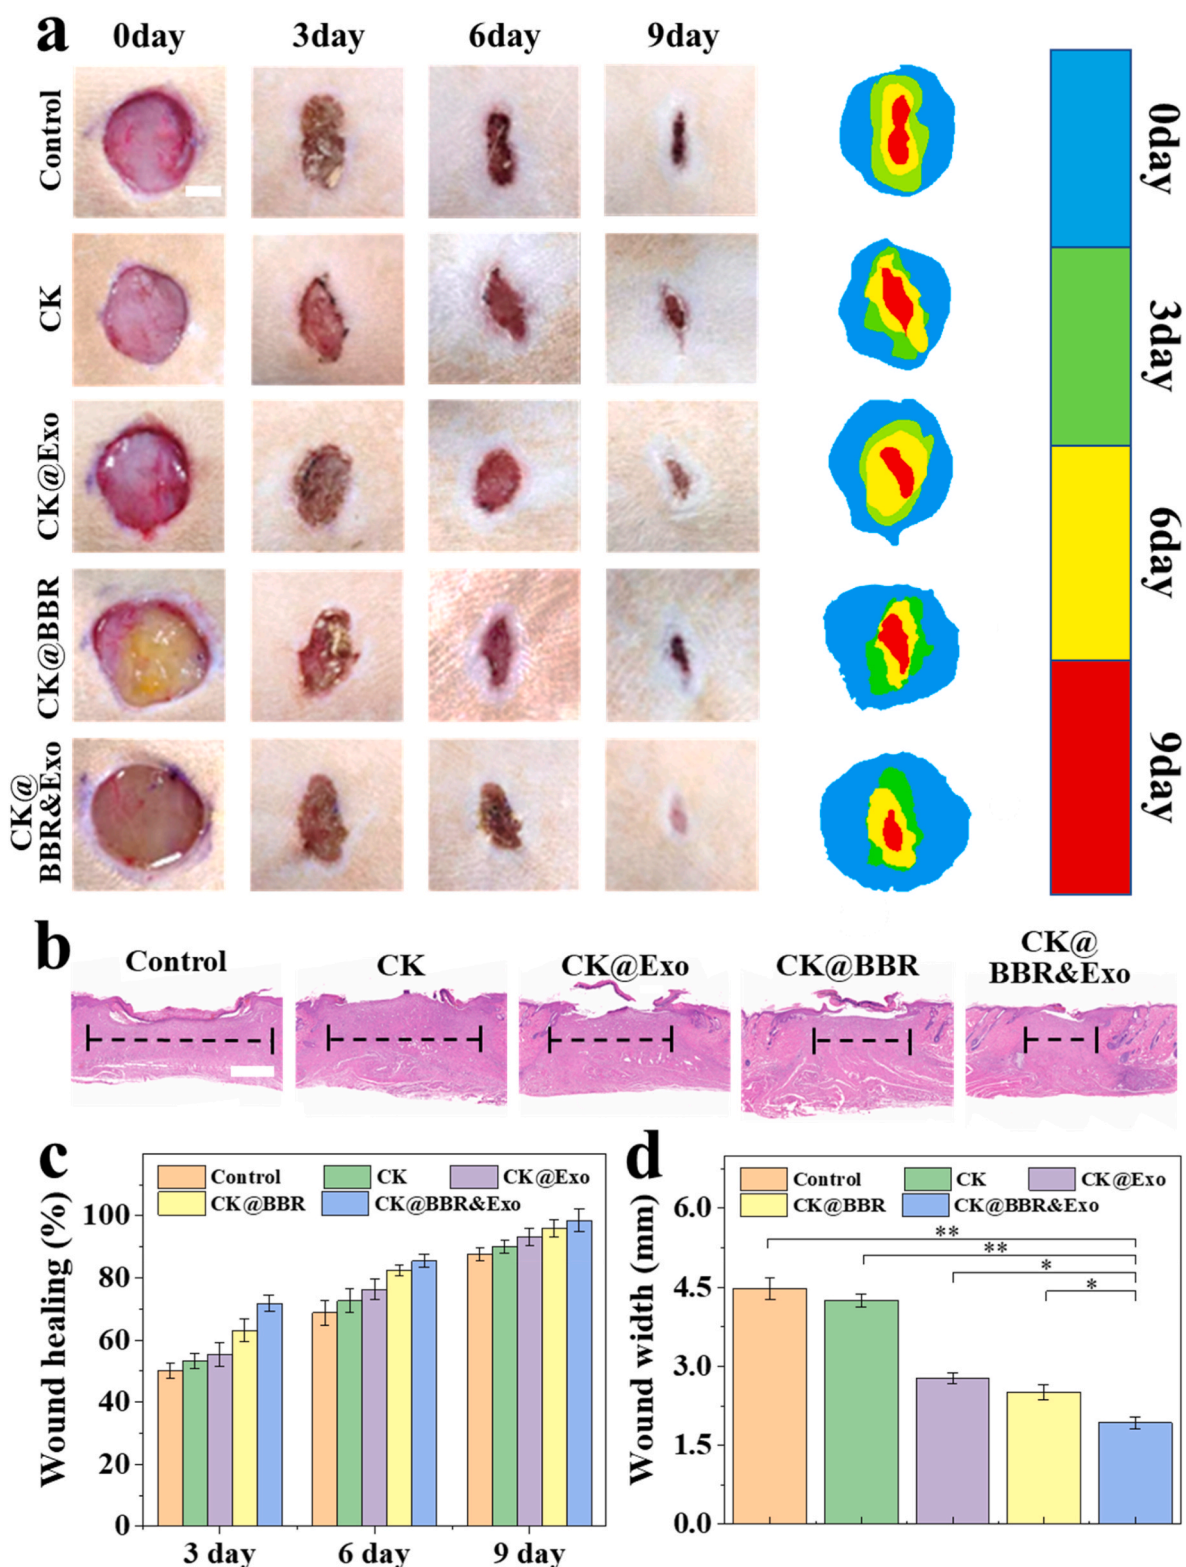 a
0day 3day 6day 9day
Control
CK
CK@Exo
CK@BBR
CK@
BBR&Exo
0day
3day
6day
9day
b
Control
CK
CK@Exo
CK@BBR
CK@
BBR&Exo
c
Wound healing (%)
100
80
60
40
20
0
Control CK CK@Exo
CK@BBR CK@BBR&Exo
3 day 6 day 9 day
d
Wound width (mm)
6.0
4.5
3.0
1.5
0.0
Control CK CK@Exo
CK@BBR CK@BBR&Exo
**
**
*
*